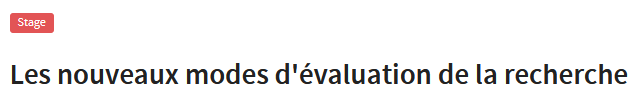 Stage
Les nouveaux modes d'évaluation de la recherche